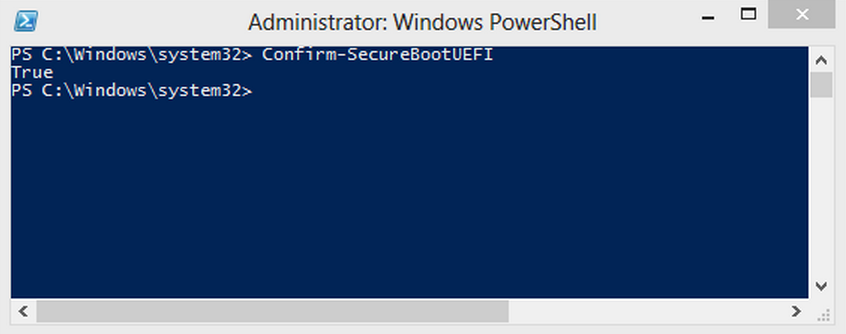 Administrator: Windows PowerShell
PS C:\Windows\system32> Confirm-SecureBootUEFI
True
PS C:\Windows\system32>